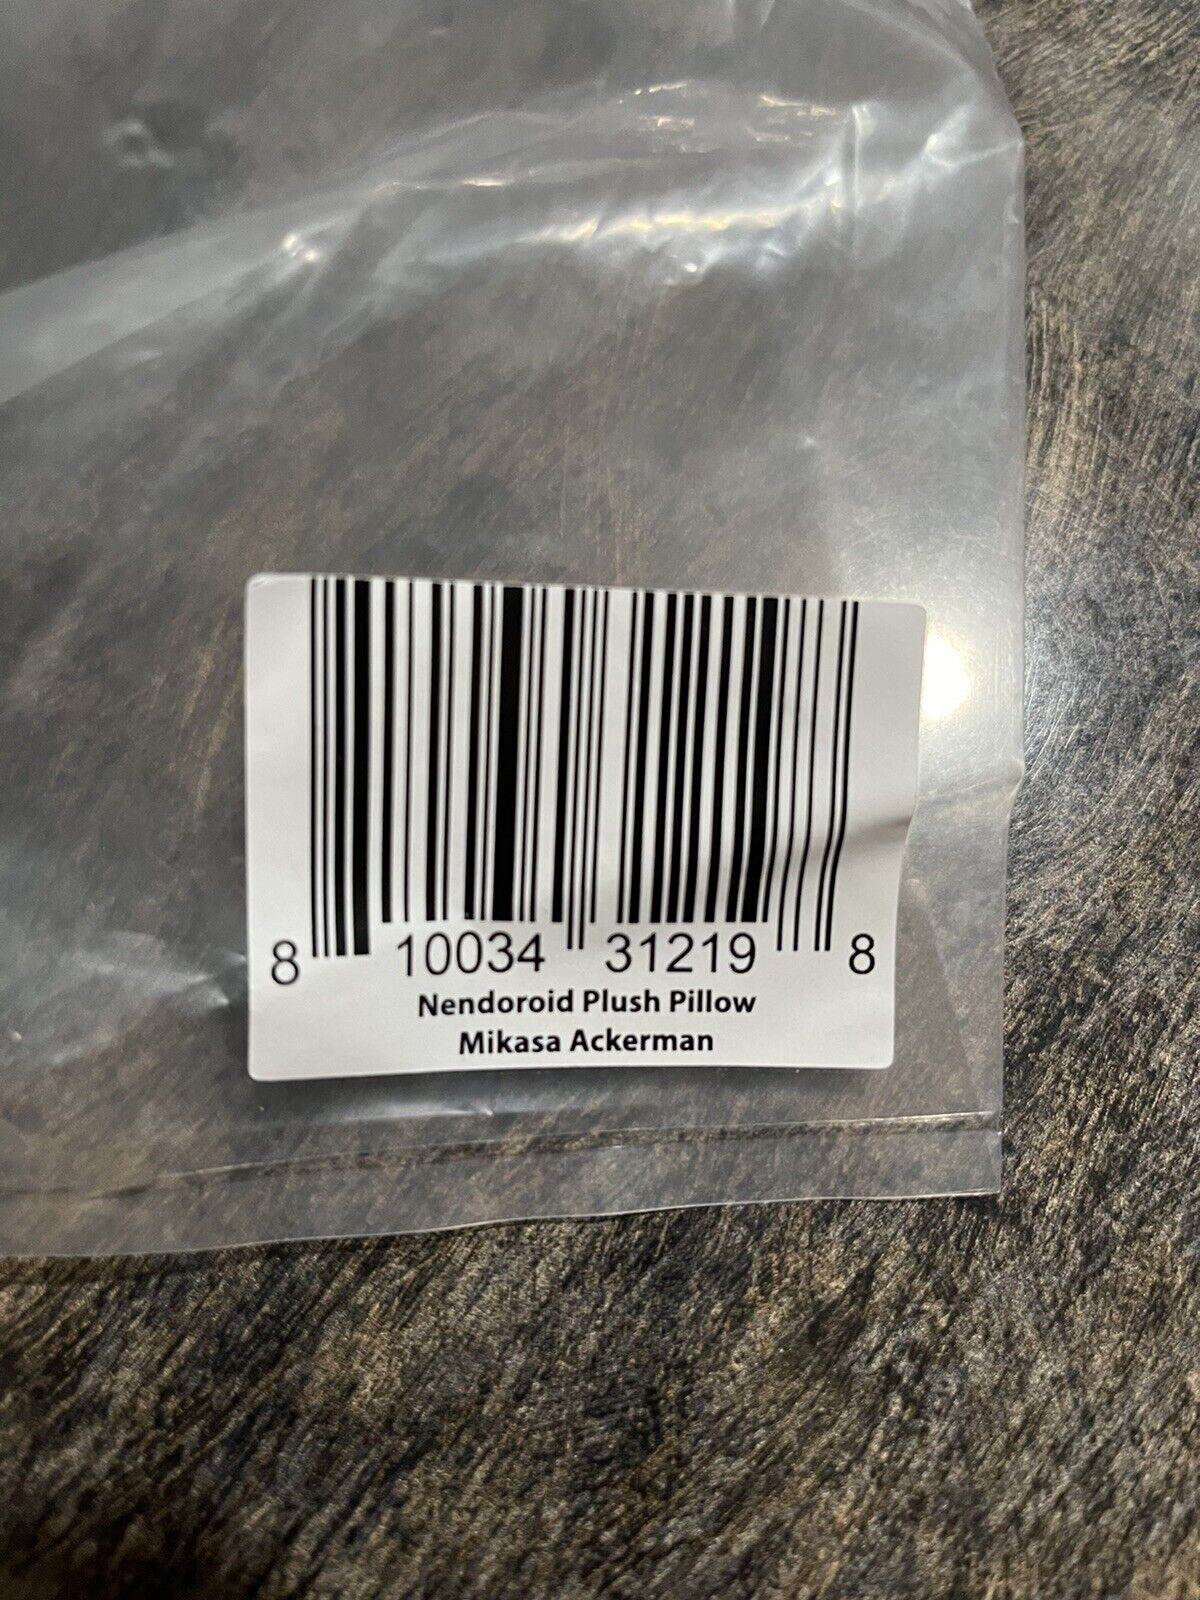 8 10034 31219 8
Nendoroid Plush Pillow
Mikasa Ackerman